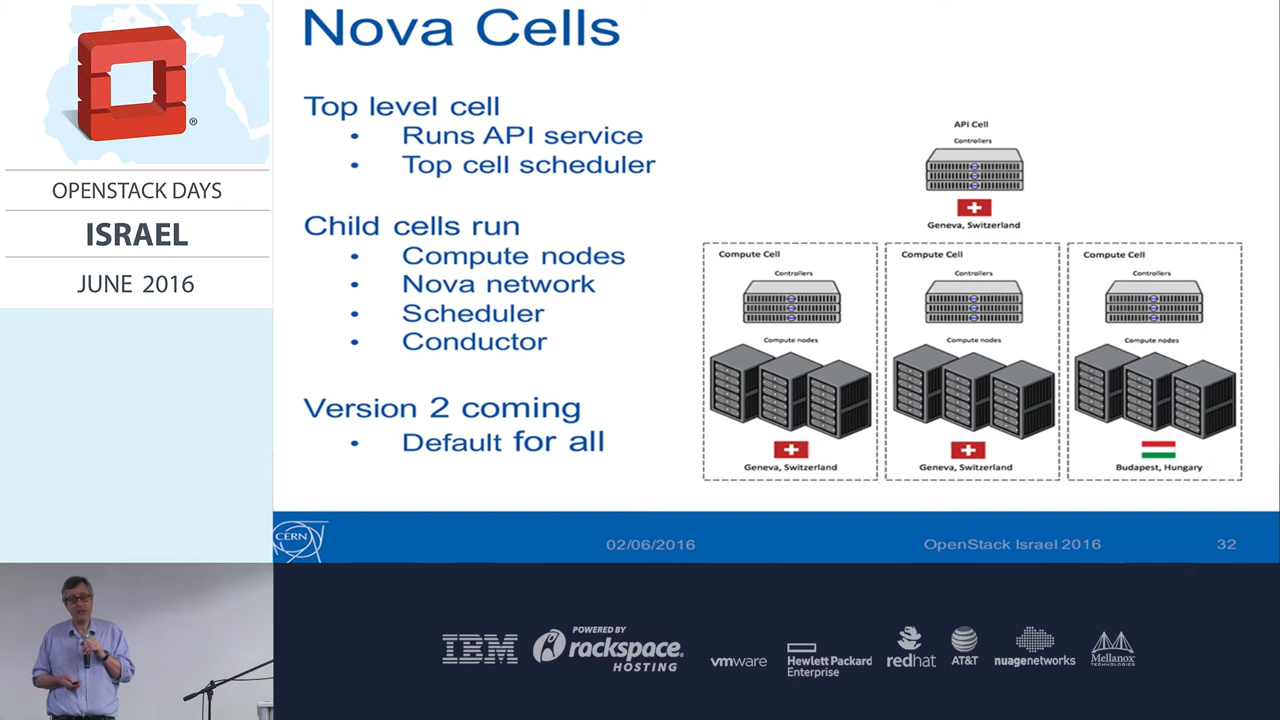 OPENSTACK DAYS
ISRAEL
JUNE 2016
®
Nova Cells
Top level cell
• Runs API service
• Top cell scheduler
Child cells run
• Compute nodes
• Nova network
• Scheduler
• Conductor
Version 2 coming
• Default for all
API Cell
Controllers
Geneva, Switzerland
Compute Cell
Controllers
Compute nodes
Geneva, Switzerland
Compute Cell
Controllers
Compute nodes
Geneva, Switzerland
Compute Cell
Controllers
Compute nodes
Budapest, Hungary
CERN
02/06/2016
OpenStack Israel 2016
32
IBM
POWERED BY
rackspace
HOSTING
vmware
Hewlett Packard
Enterprise
redhat
AT&T
nuagenetworks
Mellanox
TECHNOLOGIES